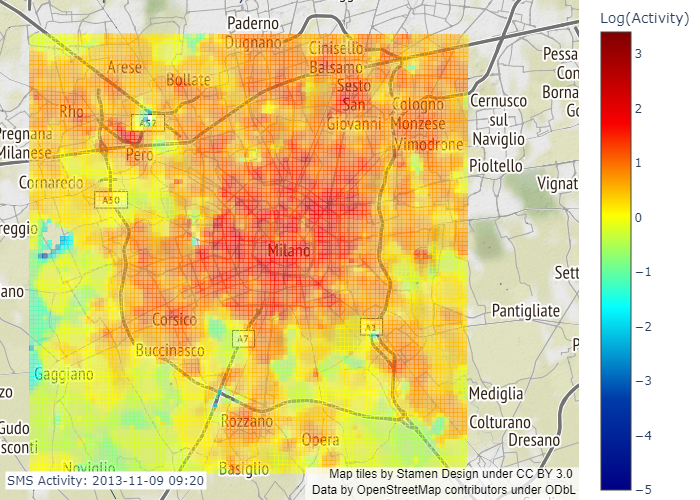 Paderno
Dugnano
Cinisello
Balsamo
Arese
Bollate
Sesto
San
Giovanni
Rho
A52
Cologno
Monzese
Cernusco
sul
Naviglio
Pessa
Con
Borna
Go
Pregnana
Milanese
Pero
Vimodrone
Pioltello
Cornaredo
A50
Vignat
reggio
Milano
Sett
ano
Corsico
A7
A1
Pantigliate
Buccinasco
P
Gaggiano
zo
Mediglia
Rozzano
Colturano
Gudo
sconti
Opera
Dresano
Noviglio
Basiglio
SMS Activity: 2013-11-09 09:20
Map tiles by Stamen Design under CC BY 3.0
Data by OpenStreetMap contributors under ODbL
Log(Activity)
3
2
1
0
−1
−2
−3
−4
−5